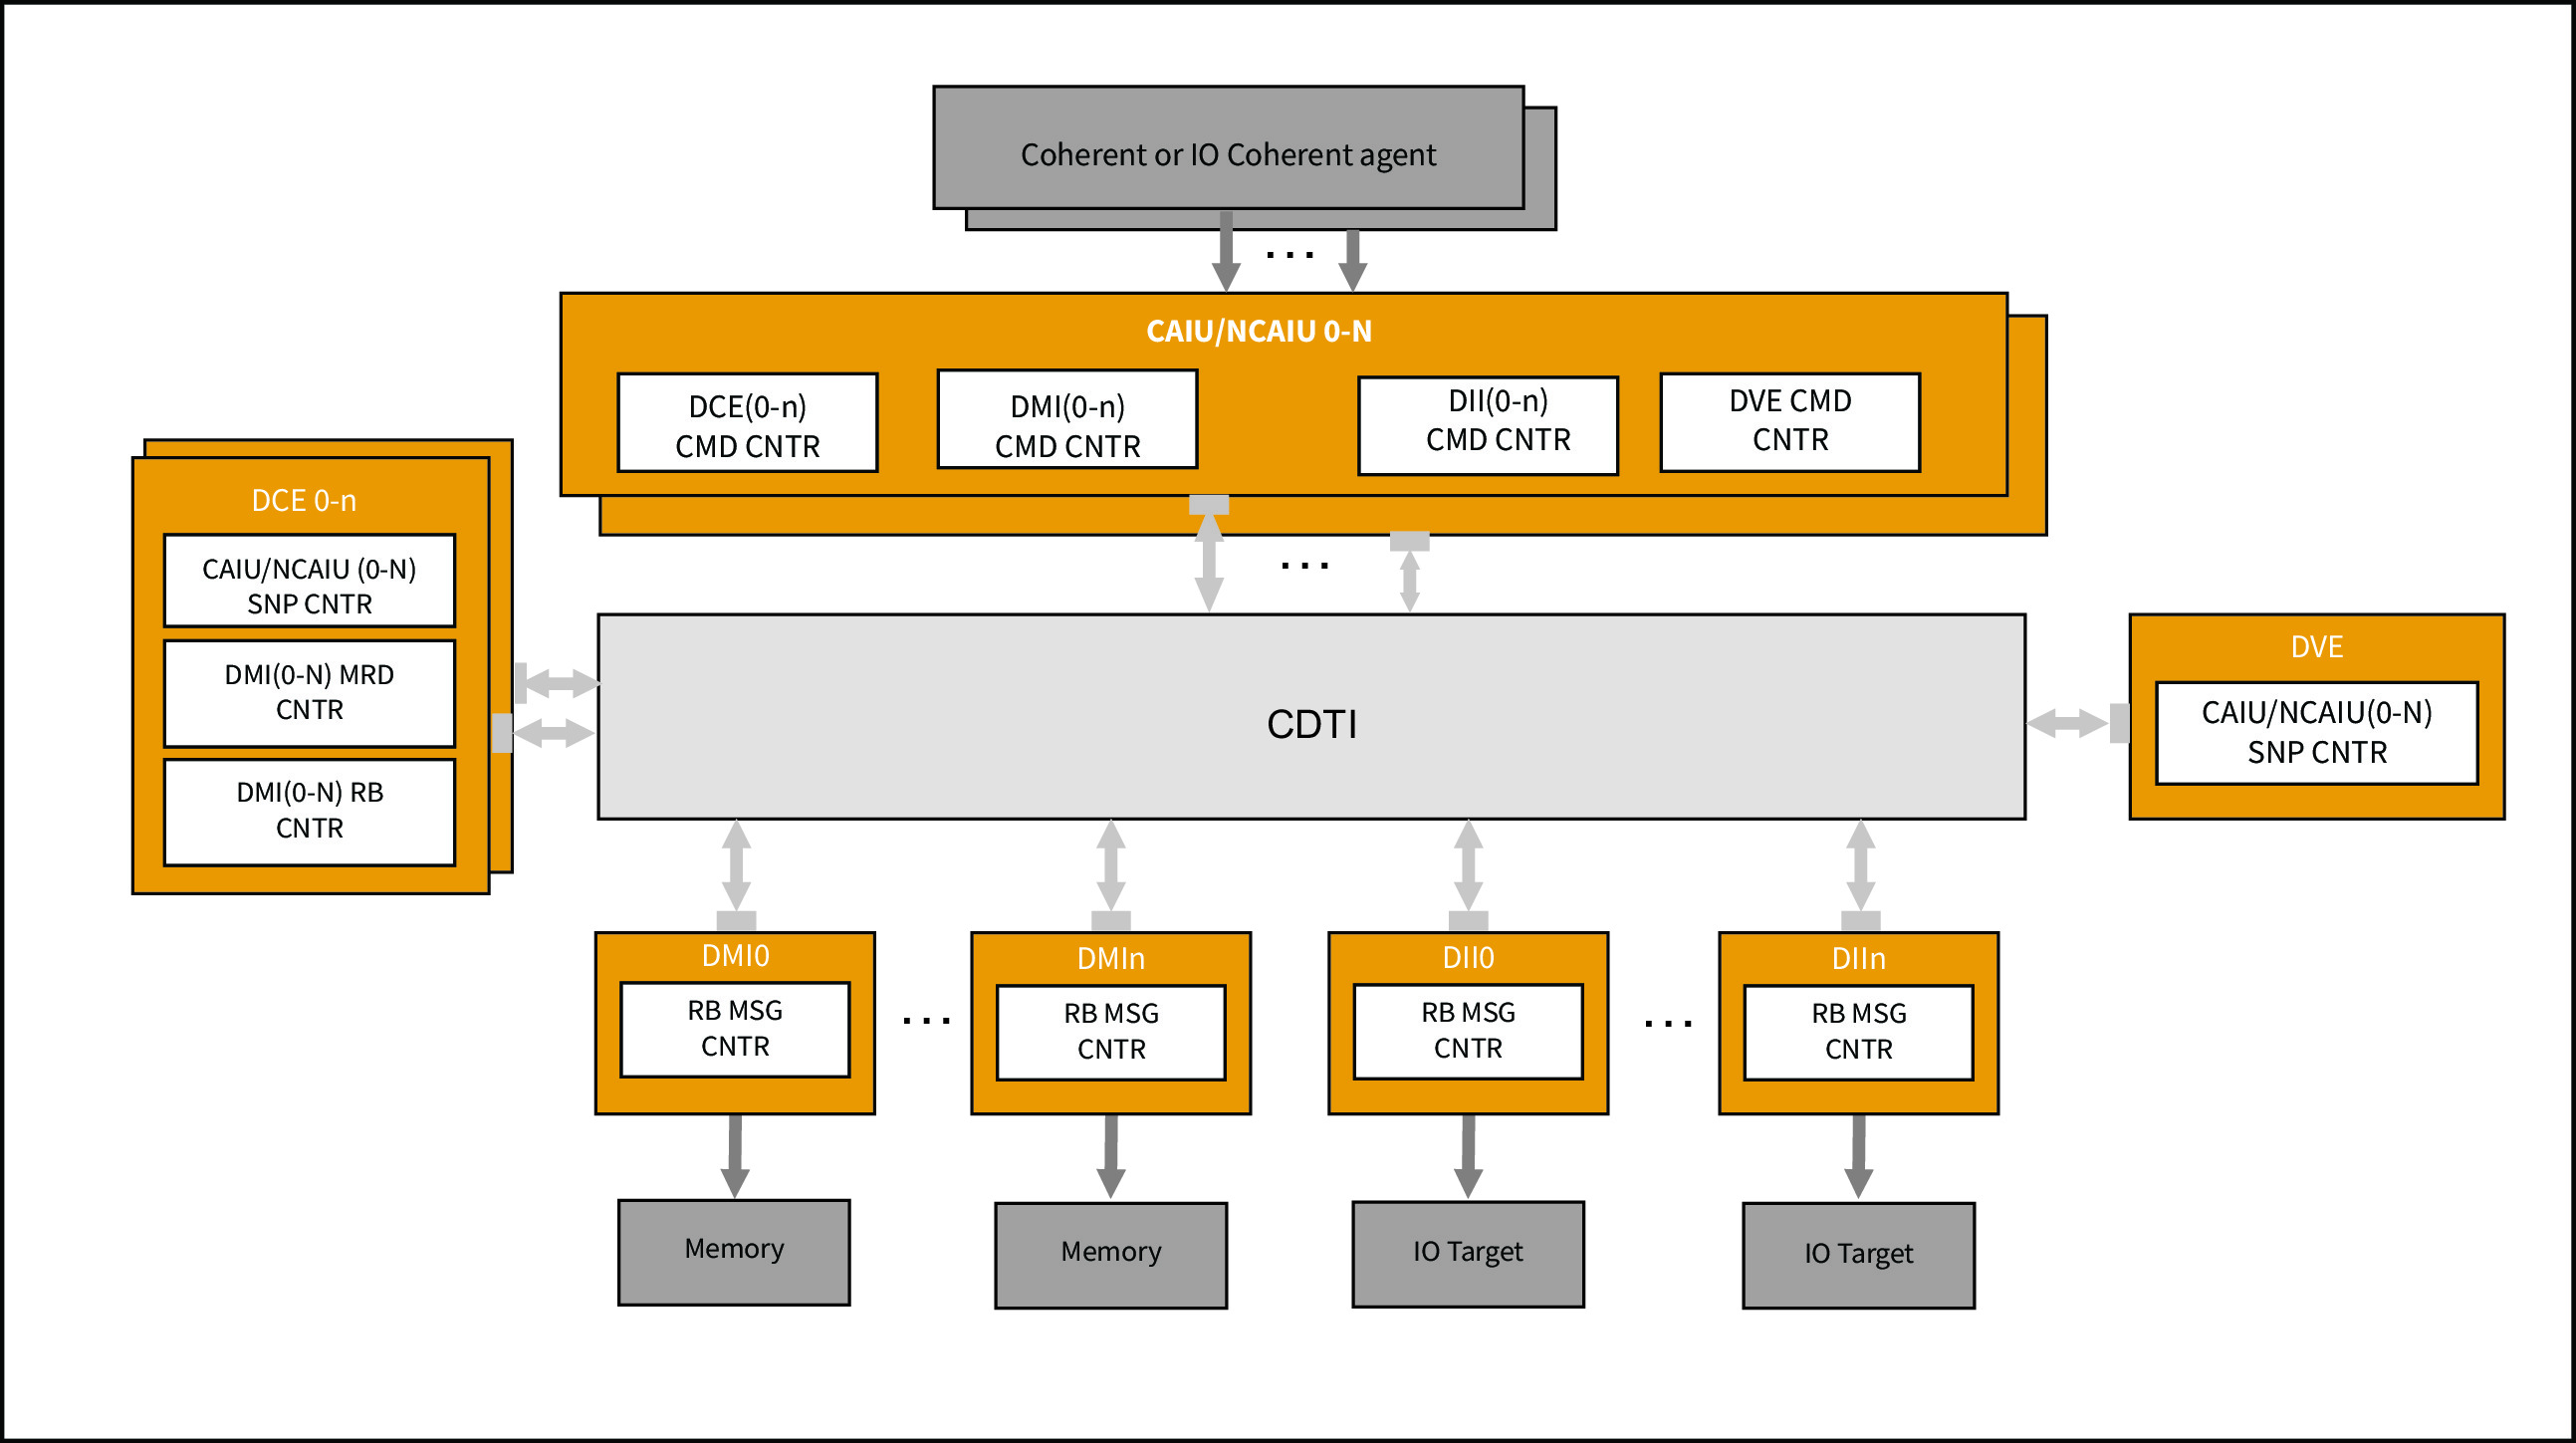 Coherent or IO Coherent agent
...
CAIU/NCAIU 0-N
DCE(0-n)
CMD CNTR
DMI(0-n)
CMD CNTR
DII(0-n)
CMD CNTR
DVE CMD
CNTR
...
DCE 0-n
CAIU/NCAIU (0-N)
SNP CNTR
DMI(0-N) MRD
CNTR
DMI(0-N) RB
CNTR
CDTI
DVE
CAIU/NCAIU(0-N)
SNP CNTR
DMI0
RB MSG
CNTR
...
DMIn
RB MSG
CNTR
DII0
RB MSG
CNTR
...
DIIn
RB MSG
CNTR
Memory
Memory
IO Target
IO Target